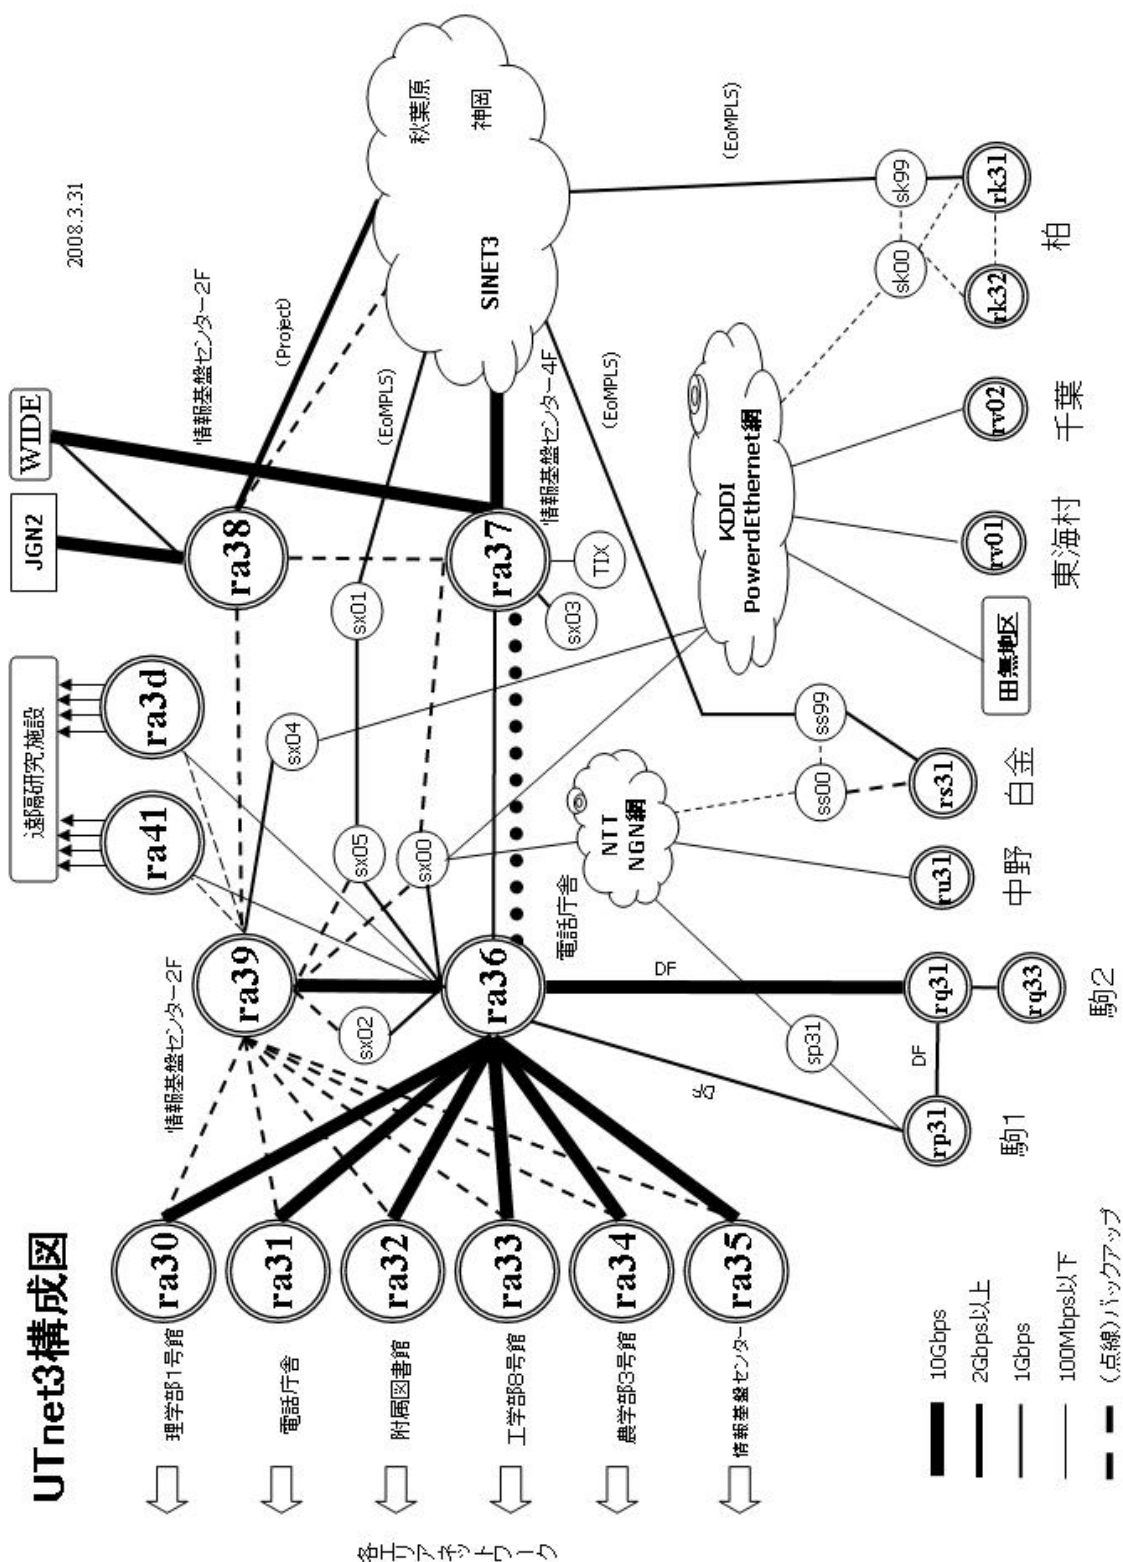 各エリアネットワーク
UTnet3構成図
遠隔研究施設
JGN2
WIDE
2008.3.31
理学部1号館
ra30
情報基盤センター2F
ra41
ra3d
電話庁舎
ra31
ra39
sx04
ra38
情報基盤センター2F
(Project)
附属図書館
ra32
sx02
sx05
sx01
(EoMPLS)
秋葉原
神岡
SINET3
工学部8号館
ra33
ra36
sx00
ra37
情報基盤センター4F
sx03
TIX
農学部3号館
ra34
電話庁舎
NTT
NGN網
(EoMPLS)
情報基盤センター
ra35
DF
KDDI
PowerdEthernet網
(EoMPLS)
sp31
ss00
ss99
sk00
sk99
DF
rp31
rq31
rq33
ru31
rs31
田無地区
rv01
rv02
rk32
rk31
駒1
駒2
中野
白金
東海村
千葉
柏
10Gbps
2Gbps以上
1Gbps
100Mbps以下
(点線)バックアップ